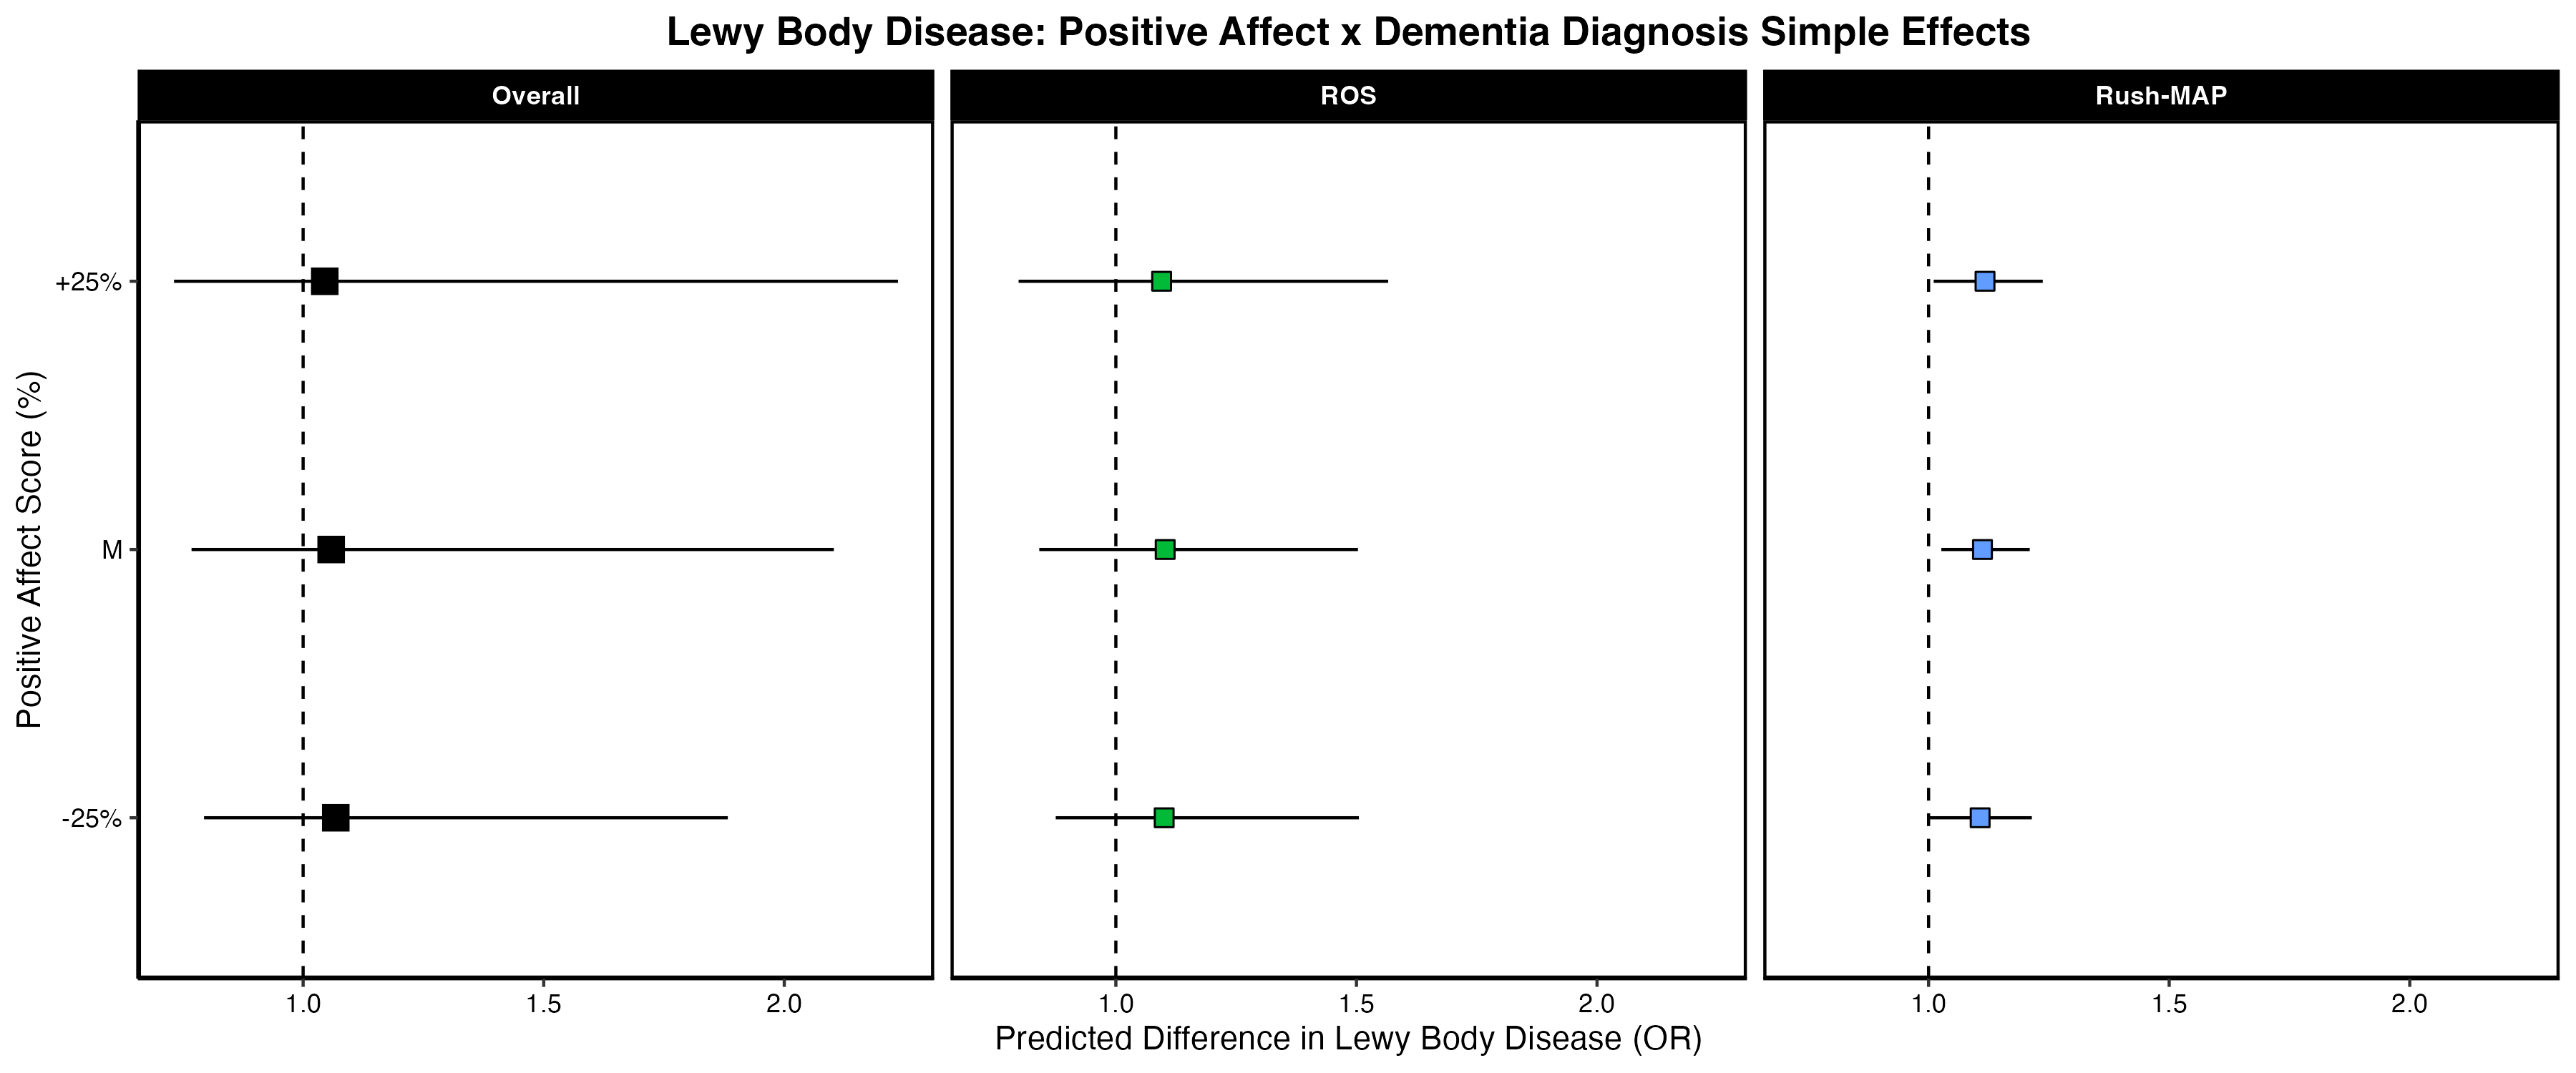 Lewy Body Disease: Positive Affect x Dementia Diagnosis Simple Effects
Overall
ROS
Rush-MAP
Positive Affect Score (%)
+25%
M
-25%
1.0
1.5
2.0
1.0
1.5
2.0
1.0
1.5
2.0
Predicted Difference in Lewy Body Disease (OR)